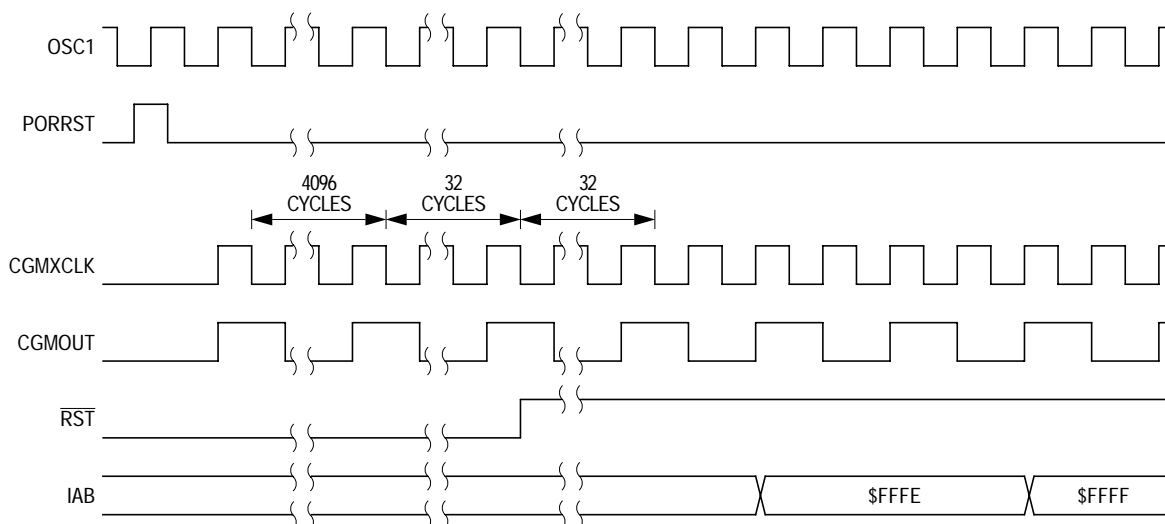 OSC1
PORRST
4096
CYCLES
32
CYCLES
32
CYCLES
CGMXCLK
CGMOUT
RST
IAB
$FFFE
$FFFF